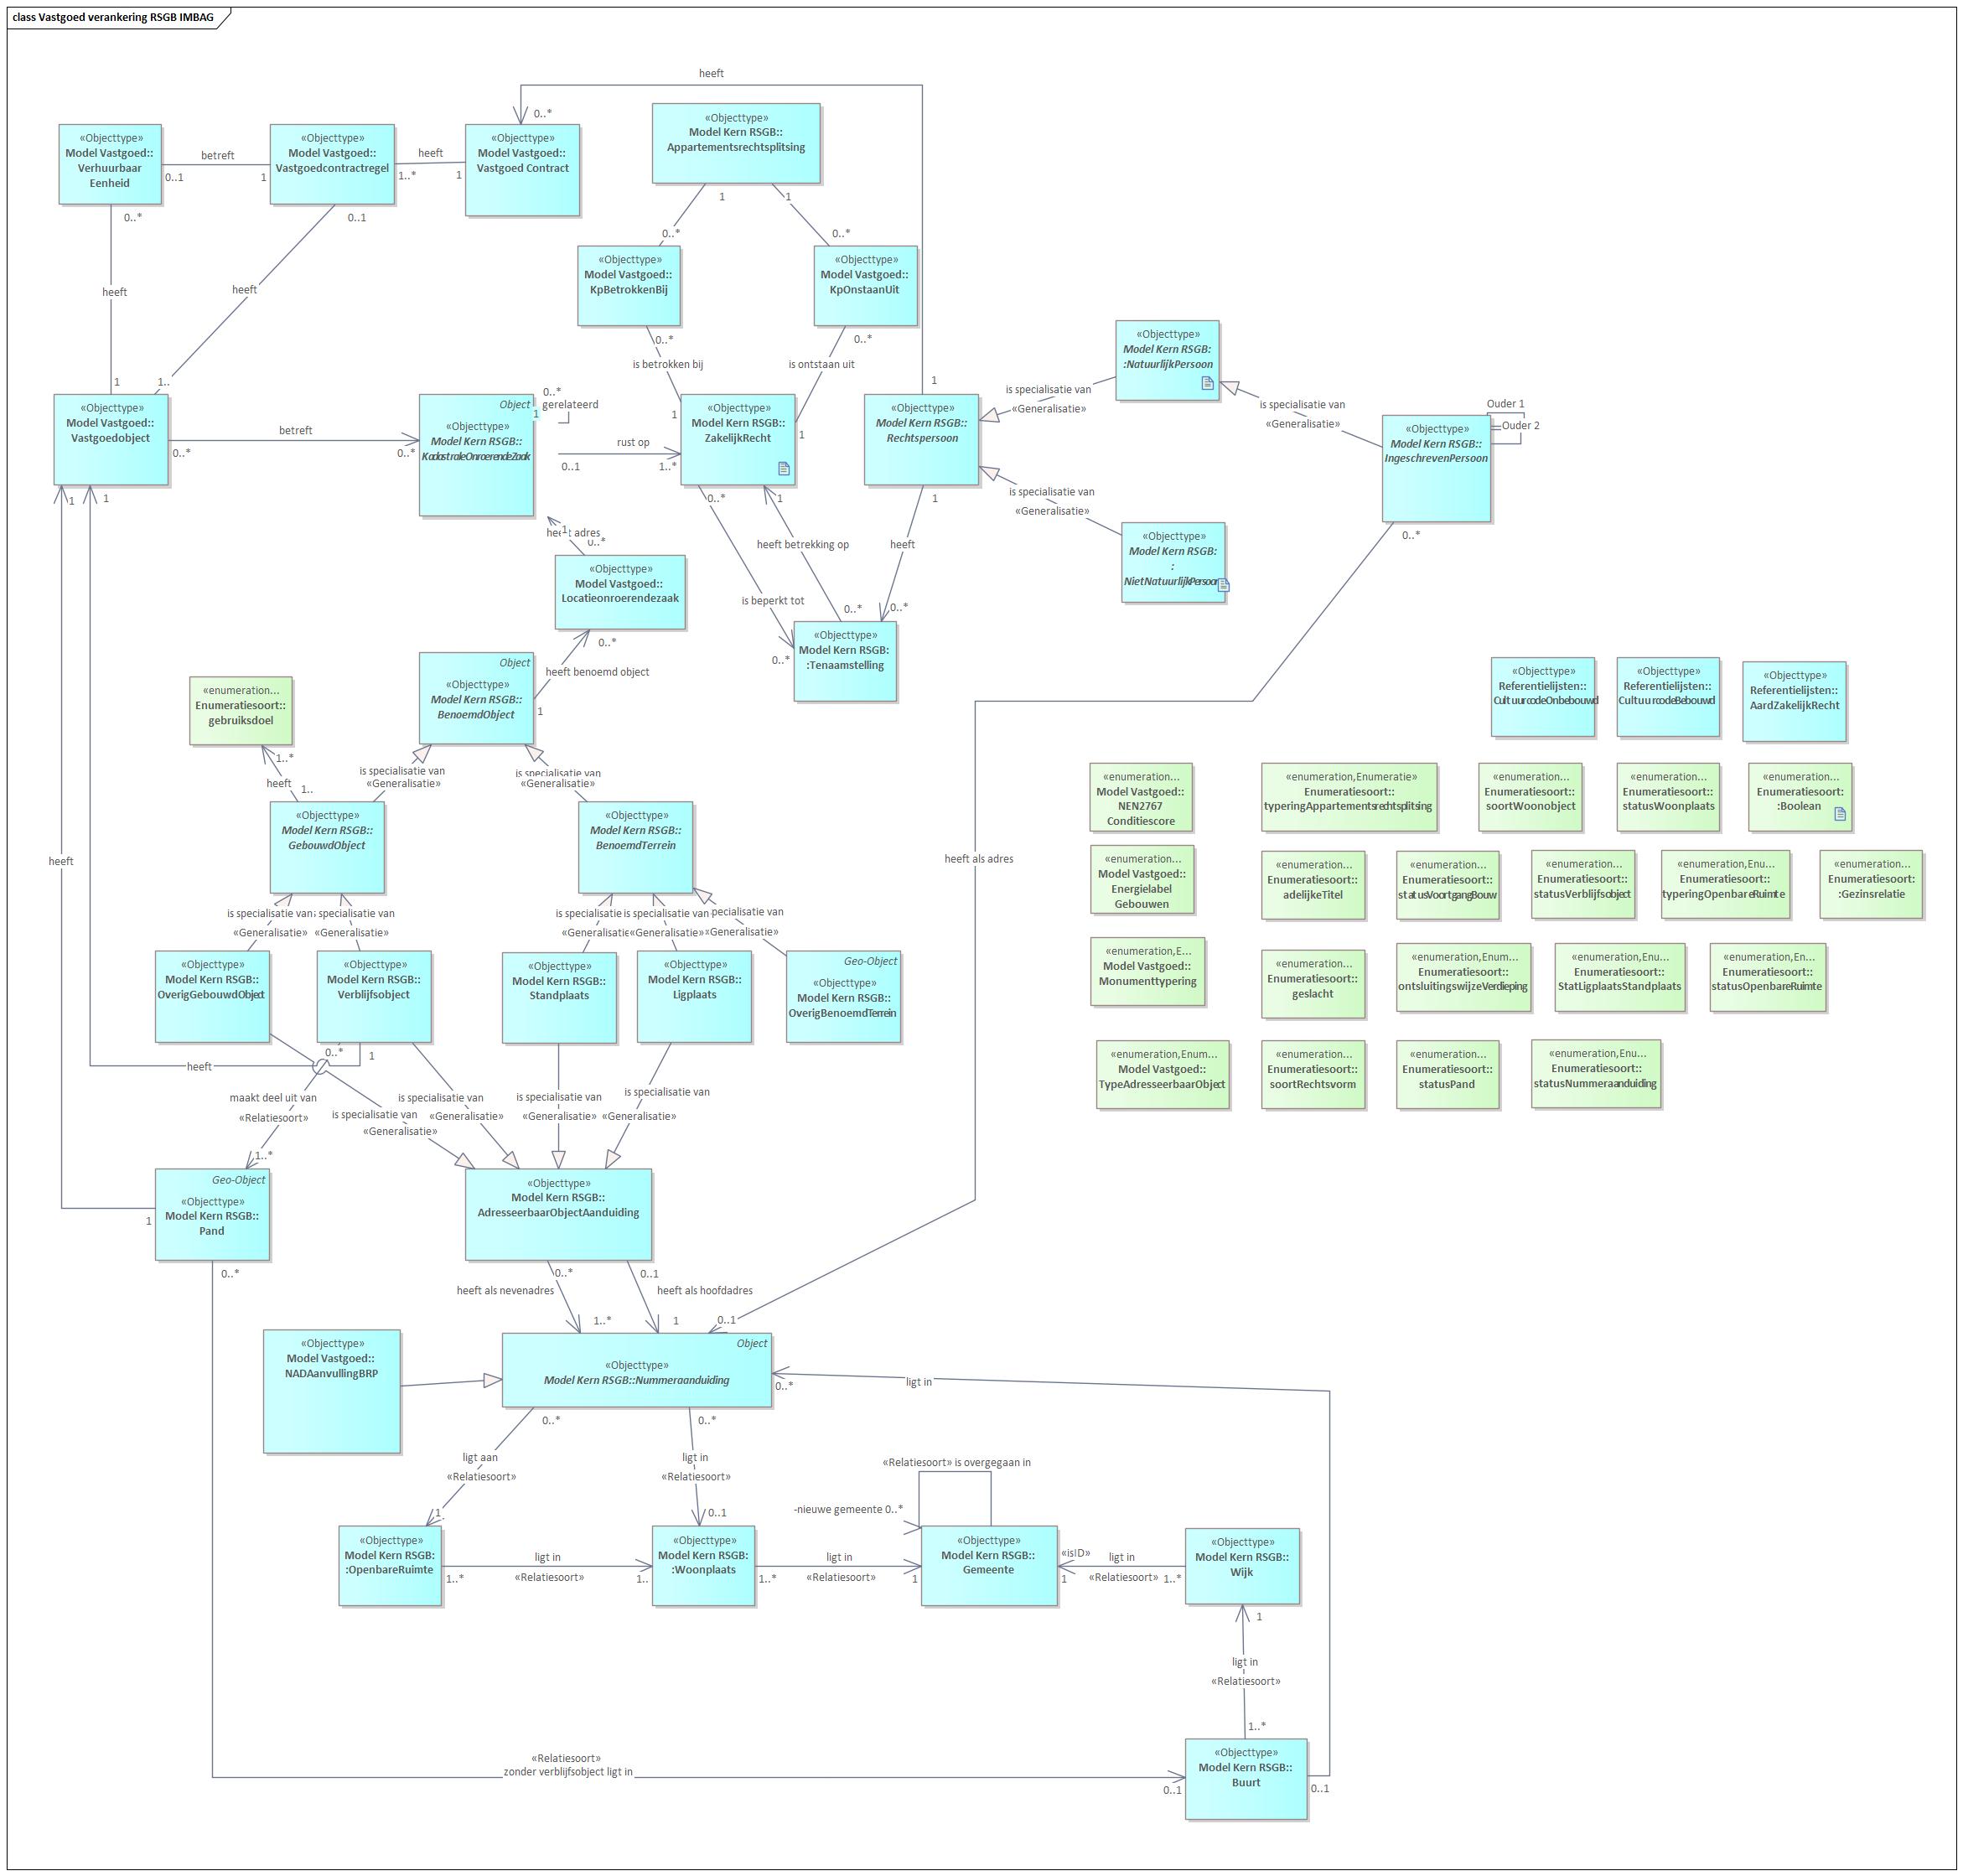 class Vastgoed verankering RSGB IMBAG
heeft
0..*
«Objecttype»
Model Vastgoed::
Verhuurbaar
Eenheid
betreft
0..1
1
«Objecttype»
Model Vastgoed::
Vastgoedcontractregel
heeft
1..*
1
«Objecttype»
Model Vastgoed::
Vastgoed Contract
«Objecttype»
Model Kern RSGB::
Appartementsrechtsplitsing
0..*
0..1
1
1
0..*
0..*
«Objecttype»
Model Vastgoed::
KpBetrokkenBij
«Objecttype»
Model Vastgoed::
KpOnstaanUit
heeft
heeft
0..*
0..*
is betrokken bij
is ontstaan uit
«Objecttype»
Model Kern RSGB:
:NatuurlijkPersoon
is specialisatie van
«Generalisatie»
is specialisatie van
«Generalisatie»
1
1..
0..*
1
gerelateerd
1
1
1
Ouder 1
Ouder 2
«Objecttype»
Model Vastgoed::
Vastgoedobject
betreft
0..*
0..*
Object
«Objecttype»
Model Kern RSGB::
KadastraleOnroerendeZaak
rust op
0..1
1..*
«Objecttype»
Model Kern RSGB::
ZakelijkRecht
«Objecttype»
Model Kern RSGB::
Rechtspersoon
«Objecttype»
Model Kern RSGB::
IngeschrevenPersoon
is specialisatie van
«Generalisatie»
1
1
0..*
1
1
0..*
«Objecttype»
Model Kern RSGB:
:
NietNatuurlijkPersoon
1
heeft adres
0..*
heeft betrekking op
heeft
«Objecttype»
Model Vastgoed::
Locatieonroerendezaak
is beperkt tot
0..*
0..*
0..*
0..*
«Objecttype»
Model Kern RSGB:
:Tenaamstelling
heeft benoemd object
1
Object
«Objecttype»
Model Kern RSGB::
BenoemdObject
«enumeration...
Enumeratiesoort::
gebruiksdoel
1..*
heeft
1..
is specialisatie van
«Generalisatie»
is specialisatie van
«Generalisatie»
«Objecttype»
Referentielijsten::
CultuurcodeOnbebouwd
«Objecttype»
Referentielijsten::
CultuurcodeBebouwd
«Objecttype»
Referentielijsten::
AardZakelijkRecht
«enumeration...
Model Vastgoed::
NEN2767
Conditiescore
«enumeration,Enumeratie»
Enumeratiesoort::
typeringAppartementsrechtsplitsing
«enumeration...
Enumeratiesoort::
soortWoonobject
«enumeration...
Enumeratiesoort::
statusWoonplaats
«enumeration...
Enumeratiesoort:
:Boolean
«Objecttype»
Model Kern RSGB::
GebouwdObject
«Objecttype»
Model Kern RSGB::
BenoemdTerrein
heeft
heeft als adres
«enumeration...
Model Vastgoed::
Energielabel
Gebouwen
«enumeration...
Enumeratiesoort::
adelijkeTitel
«enumeration...
Enumeratiesoort::
statusVoortgangBouw
«enumeration...
Enumeratiesoort::
statusVerblijfsobject
«enumeration,Enu...
Enumeratiesoort::
typeringOpenbareRuimte
«enumeration...
Enumeratiesoort:
:Gezinsrelatie
is specialisatie van
«Generalisatie»
specialisatie van
«Generalisatie»
is specialisatie
«Generalisatie
is specialisatie van
«Generalisatie»
specialisatie van
«Generalisatie»
«Objecttype»
Model Kern RSGB::
OverigGebouwdObject
«Objecttype»
Model Kern RSGB::
Verblijfsobject
«Objecttype»
Model Kern RSGB::
Standplaats
«Objecttype»
Model Kern RSGB::
Ligplaats
Geo-Object
«Objecttype»
Model Kern RSGB::
OverigBenoemdTerrein
«enumeration,E...
Model Vastgoed::
Monumenttypering
«enumeration...
Enumeratiesoort::
geslacht
«enumeration,Enum...
Enumeratiesoort::
ontsluitingswijzeVerdieping
«enumeration,Enu...
Enumeratiesoort::
StatLigplaatsStandplaats
«enumeration,En...
Enumeratiesoort::
statusOpenbareRuimte
0..*
1
heeft
maakt deel uit van
«Relatiesoort»
is specialisatie van
«Generalisatie»
is specialisatie van
«Generalisatie»
is specialisatie van
«Generalisatie»
is specialisatie van
«Generalisatie»
«enumeration,Enum...
Model Vastgoed::
TypeAdresseerbaarObject
«enumeration...
Enumeratiesoort::
soortRechtsvorm
«enumeration...
Enumeratiesoort::
statusPand
«enumeration,Enu...
Enumeratiesoort::
statusNummeraanduiding
1..*
Geo-Object
«Objecttype»
Model Kern RSGB::
Pand
1
0..*
«Objecttype»
Model Kern RSGB::
AdresseerbaarObjectAanduiding
0..*
0..1
heeft als nevenadres
heeft als hoofdadres
1..*
1
0..1
«Objecttype»
Model Vastgoed::
NADAanvullingBRP
Object
«Objecttype»
Model Kern RSGB::Nummeraanduiding
0..*
ligt in
0..*
0..*
ligt aan
«Relatiesoort»
ligt in
«Relatiesoort»
«Relatiesoort» is overgegaan in
-nieuwe gemeente 0..*
1.
0..1
«Objecttype»
Model Kern RSGB:
:OpenbareRuimte
ligt in
«Relatiesoort»
1..*
1..
«Objecttype»
Model Kern RSGB:
:Woonplaats
ligt in
«Relatiesoort»
1..*
1
«Objecttype»
Model Kern RSGB::
Gemeente
«isID»
ligt in
«Relatiesoort»
1
1..*
«Objecttype»
Model Kern RSGB::
Wijk
1
ligt in
«Relatiesoort»
1..*
«Relatiesoort»
zonder verblijfsobject ligt in
0..1
«Objecttype»
Model Kern RSGB::
Buurt
0..1